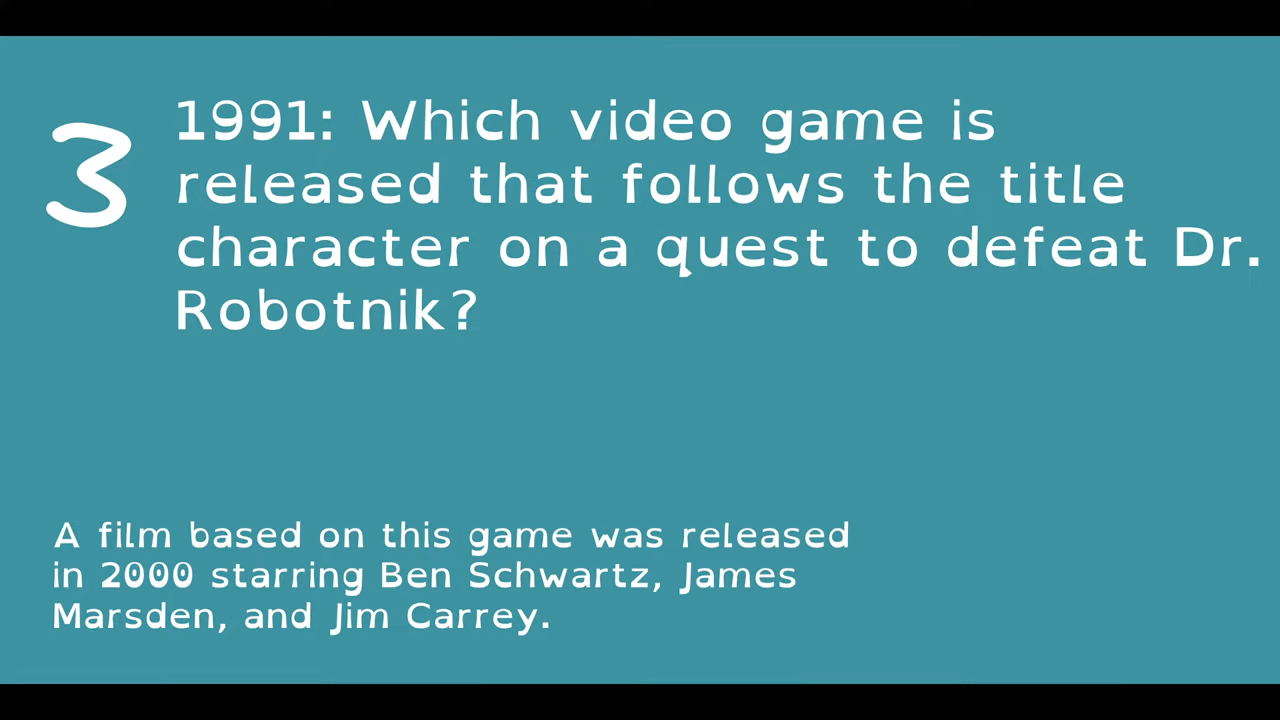 3
1991: Which video game is
released that follows the title
character on a quest to defeat Dr.
Robotnik?
A film based on this game was released
in 2000 starring Ben Schwartz, James
Marsden, and Jim Carrey.